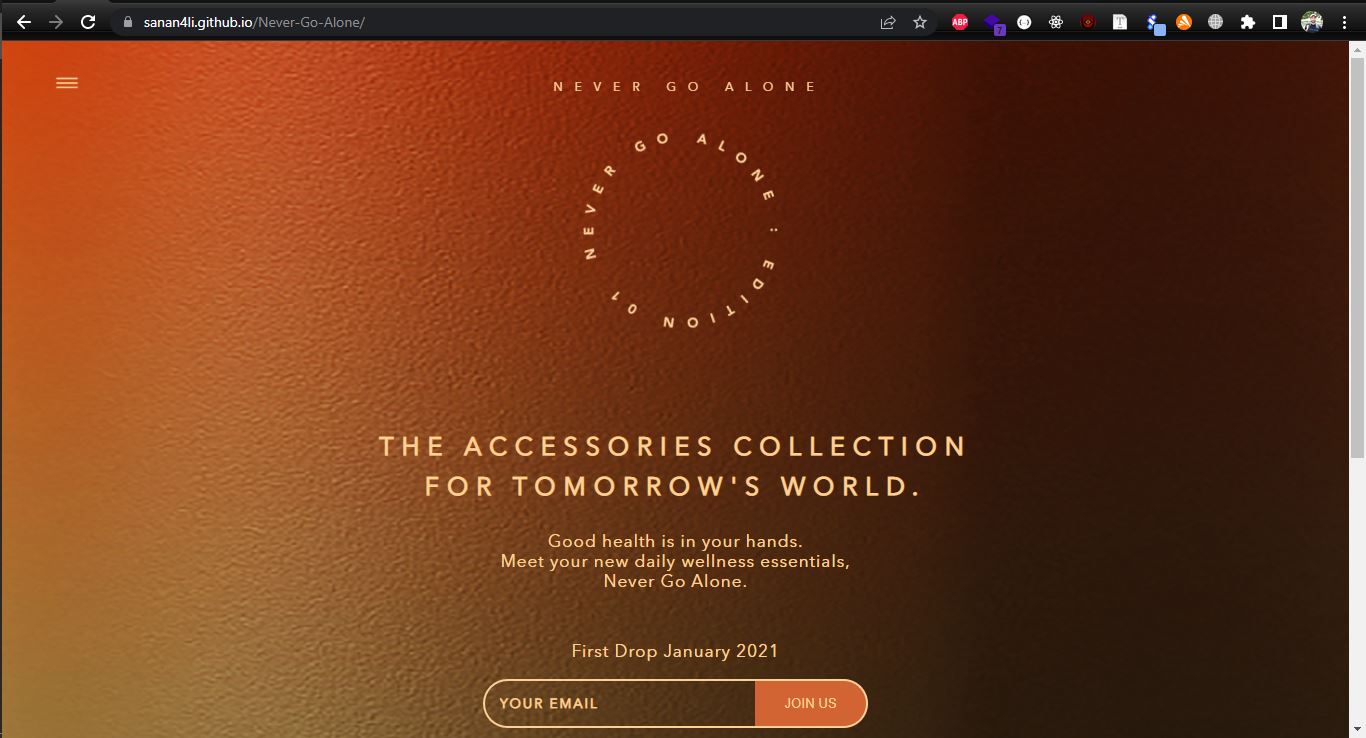 sanan4li.github.io/Never-Go-Alone/
ABP
7
NEVER GO ALONE
NEVER GO ALONE : EDITION 01
THE ACCESSORIES COLLECTION
FOR TOMORROW'S WORLD.
Good health is in your hands.
Meet your new daily wellness essentials,
Never Go Alone.
First Drop January 2021
YOUR EMAIL
JOIN US